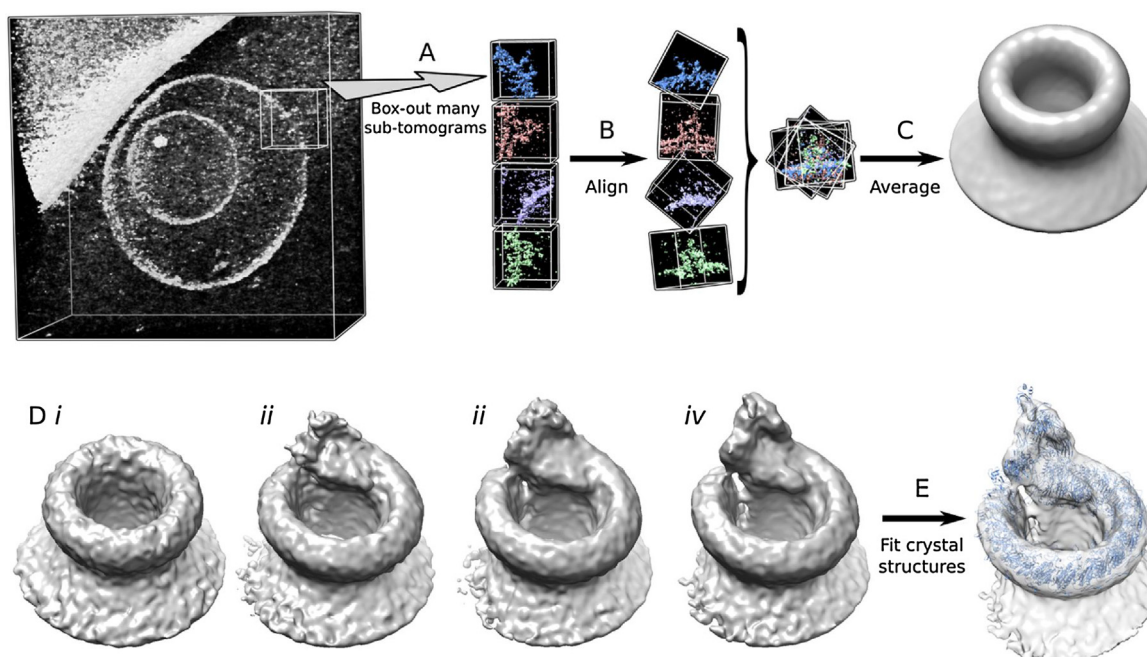 A
Box-out many
sub-tomograms
B
Align
C
Average
D i
ii
ii
iv
E
Fit crystal
structures